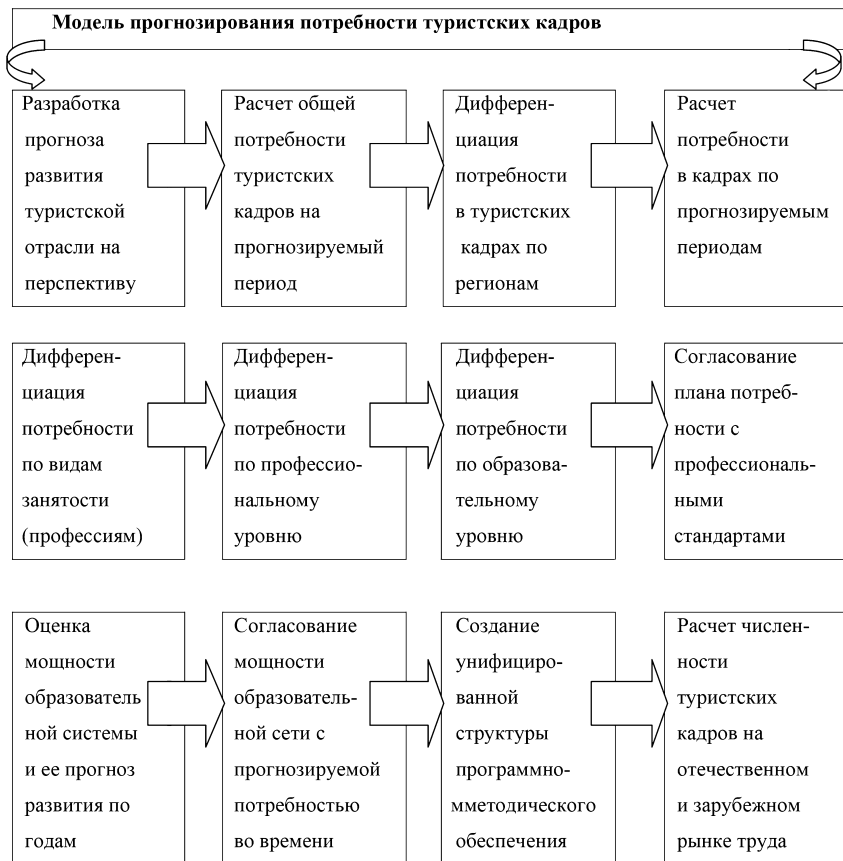 Модель прогнозирования потребности туристских кадров
Разработка
прогноза
развития
туристской
отрасли на
перспективу
Расчет общей
потребности
туристских
кадров на
прогнозируемый
период
Дифферен-
циация
потребности
в туристских
кадрах по
регионам
Расчет
потребности
в кадрах по
прогнозируемым
периодам
Дифферен-
циация
потребности
по видам
занятости
(профессиям)
Дифферен-
циация
потребности
по профессио-
нальному
уровню
Дифферен-
циация
потребности
по образова-
тельному
уровню
Согласование
плана потреб-
ности с
профессиональ-
ными
стандартами
Оценка
мощности
образователь
ной системы
и ее прогноз
развития по
годам
Согласование
мощности
образователь-
ной сети с
прогнозируемой
потребностью
во времени
Создание
унифициро-
ванной
структуры
программно-
мметодического
обеспечения
Расчет числен-
ности
туристских
кадров на
отечественном
и зарубежном
рынке труда